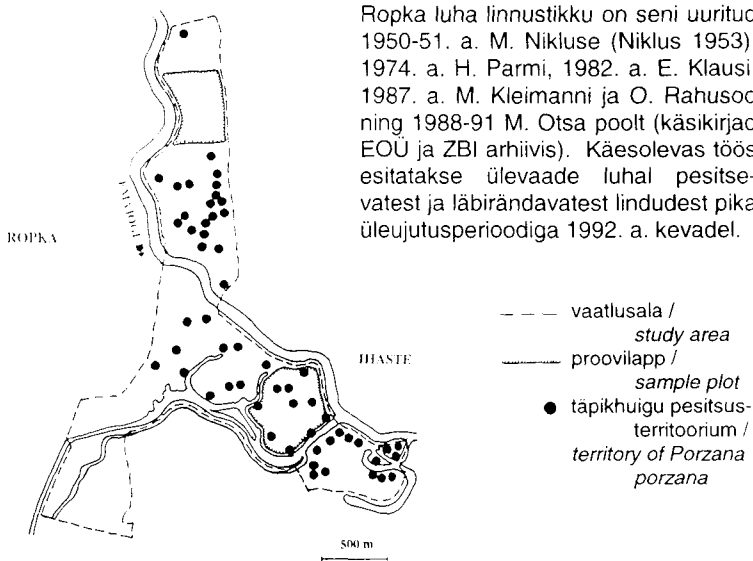 Ropka luha linnustikku on seni uuritud
1950-51. a. M. Nikluse (Niklus 1953)
1974. a. H. Parmi, 1982. a. E. Klausi
1987. a. M. Kleimanni ja O. Rahusoo
ning 1988-91 M. Otsa poolt (käsikirjad
EOÜ ja ZBI arhiivis). Käesolevas töös
esitatakse ülevaade luhal pesitse-
vatest ja läbirändavatest lindudest pika
üleujutusperioodiga 1992. a. kevadel.
EMAJÕGI
ROPKA
IHASTE
vaatlusala /
study area
proovilapp /
sample plot
täpikhuigu pesitsus-
territoorium /
territory of Porzana
porzana
500 m